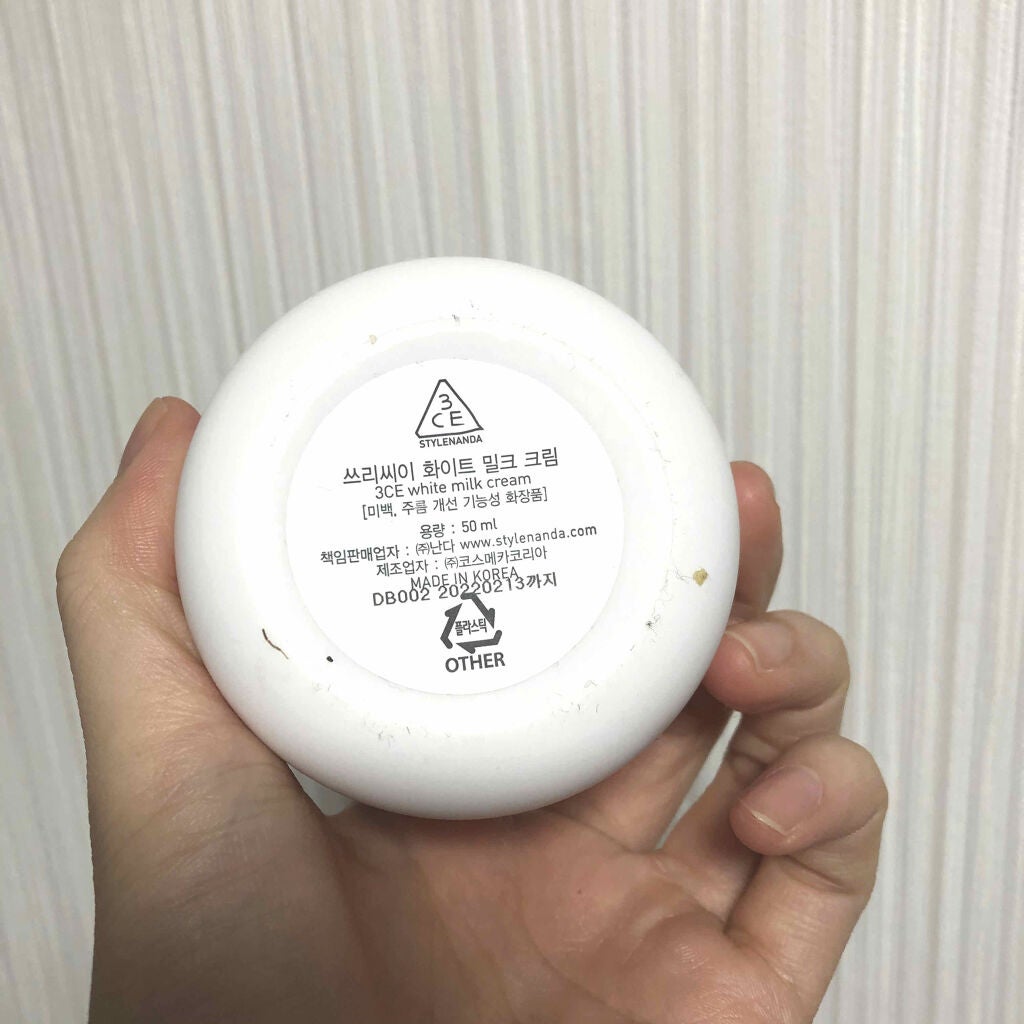 3
CE
STYLENANDA
쓰리씨이 화이트 밀크 크림
3CE white milk cream
[미백, 주름 개선 기능성 화장품]
용량 : 50 ml
책임판매업자 : ㈜난다 www.stylenanda.com
제조업자 : ㈜코스메카코리아
MADE IN KOREA
DB002 20220213까지
플라스틱
OTHER